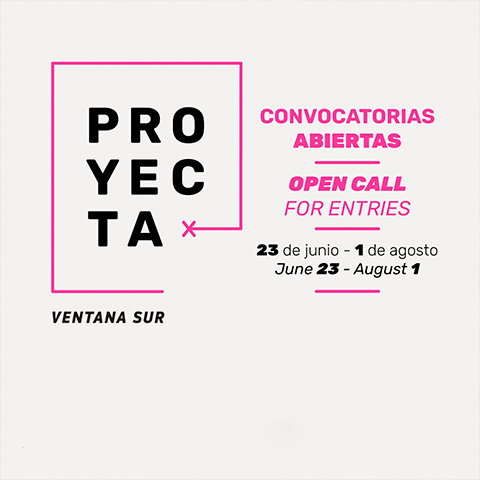 PRO
YEC
TA
VENTANA SUR
CONVOCATORIAS
ABIERTAS
OPEN CALL
FOR ENTRIES
23 de junio - 1 de agosto
June 23 - August 1